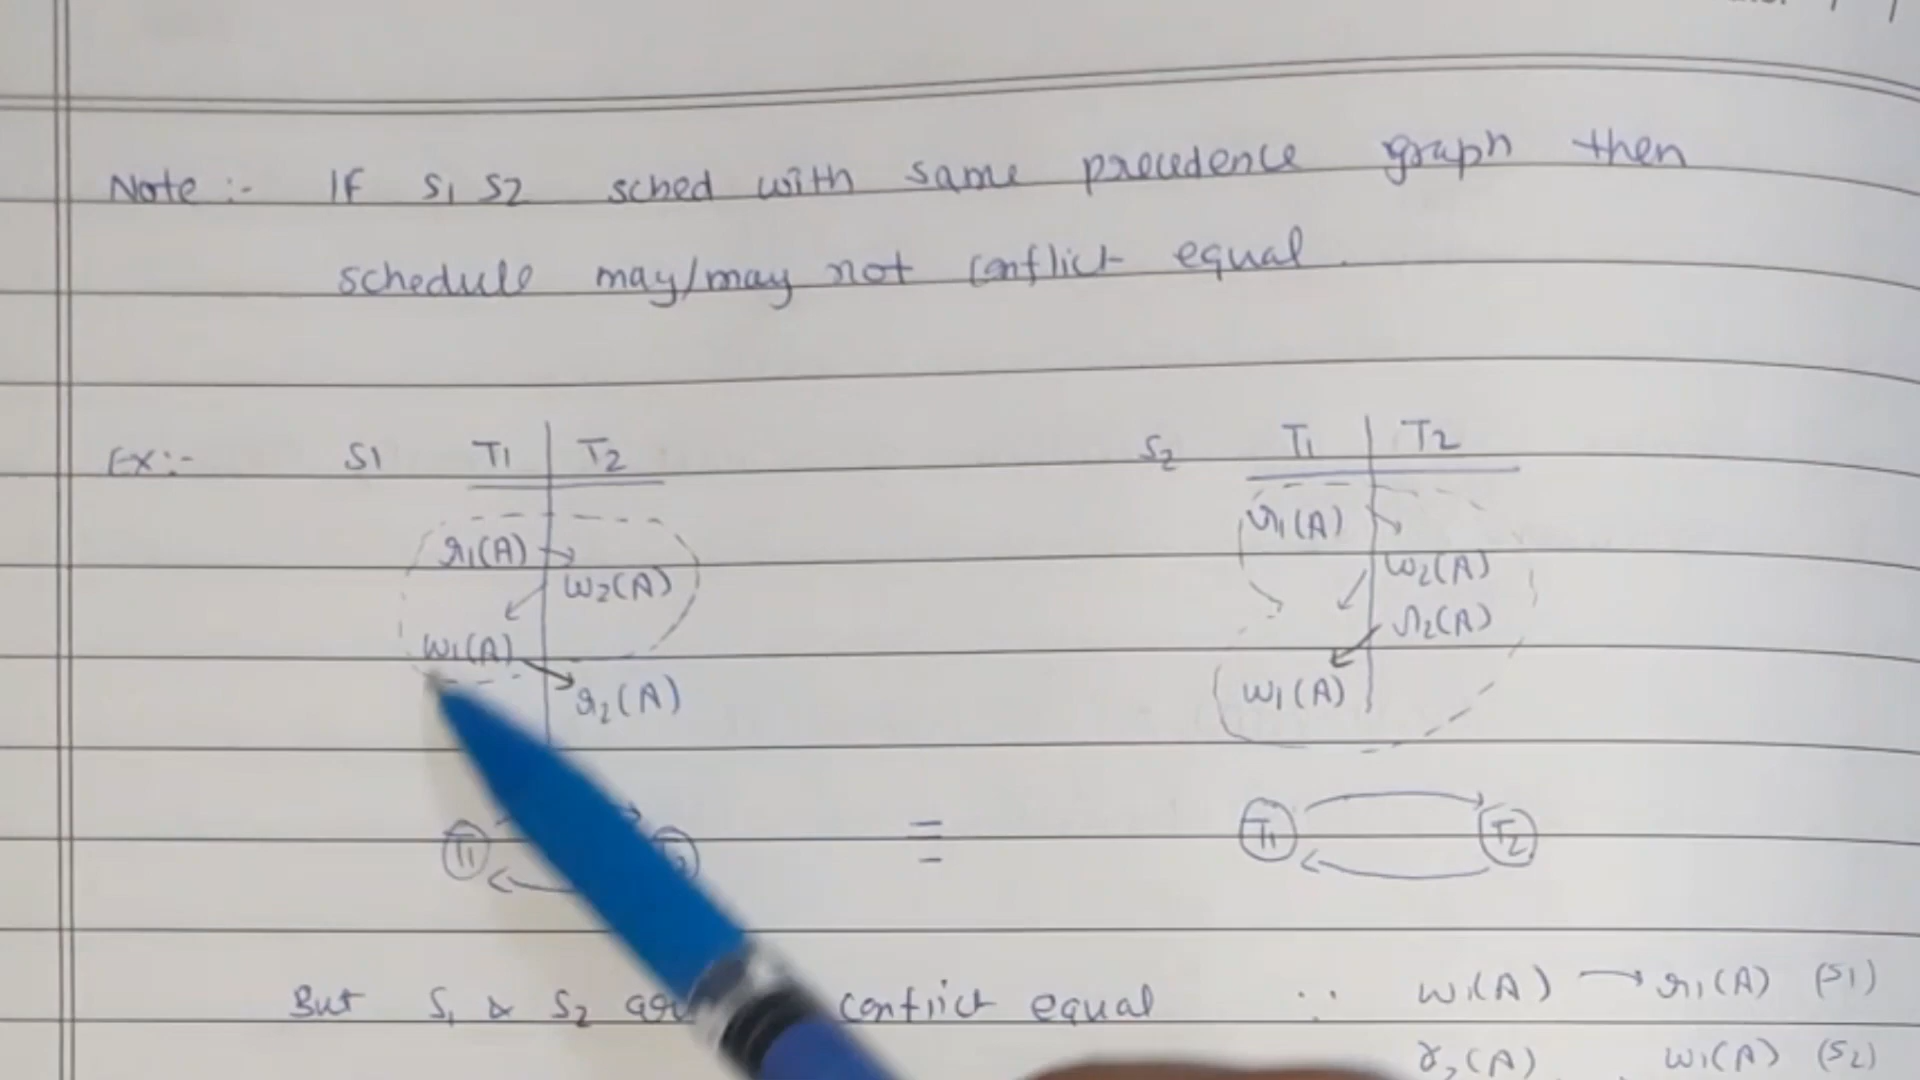 Note :- If S1 S2 sched with same precedence graph then
schedule may/may not conflict equal.
Ex:- S1 T1 T2
r1(A)
w2(A)
w1(A)
r2(A)
S2 T1 T2
r1(A)
w2(A)
r2(A)
w1(A)
T1 = T1 T2
But S1 & S2 conflict equal ∵ w1(A) → r1(A) (S1)
r2(A) w1(A) (S2)